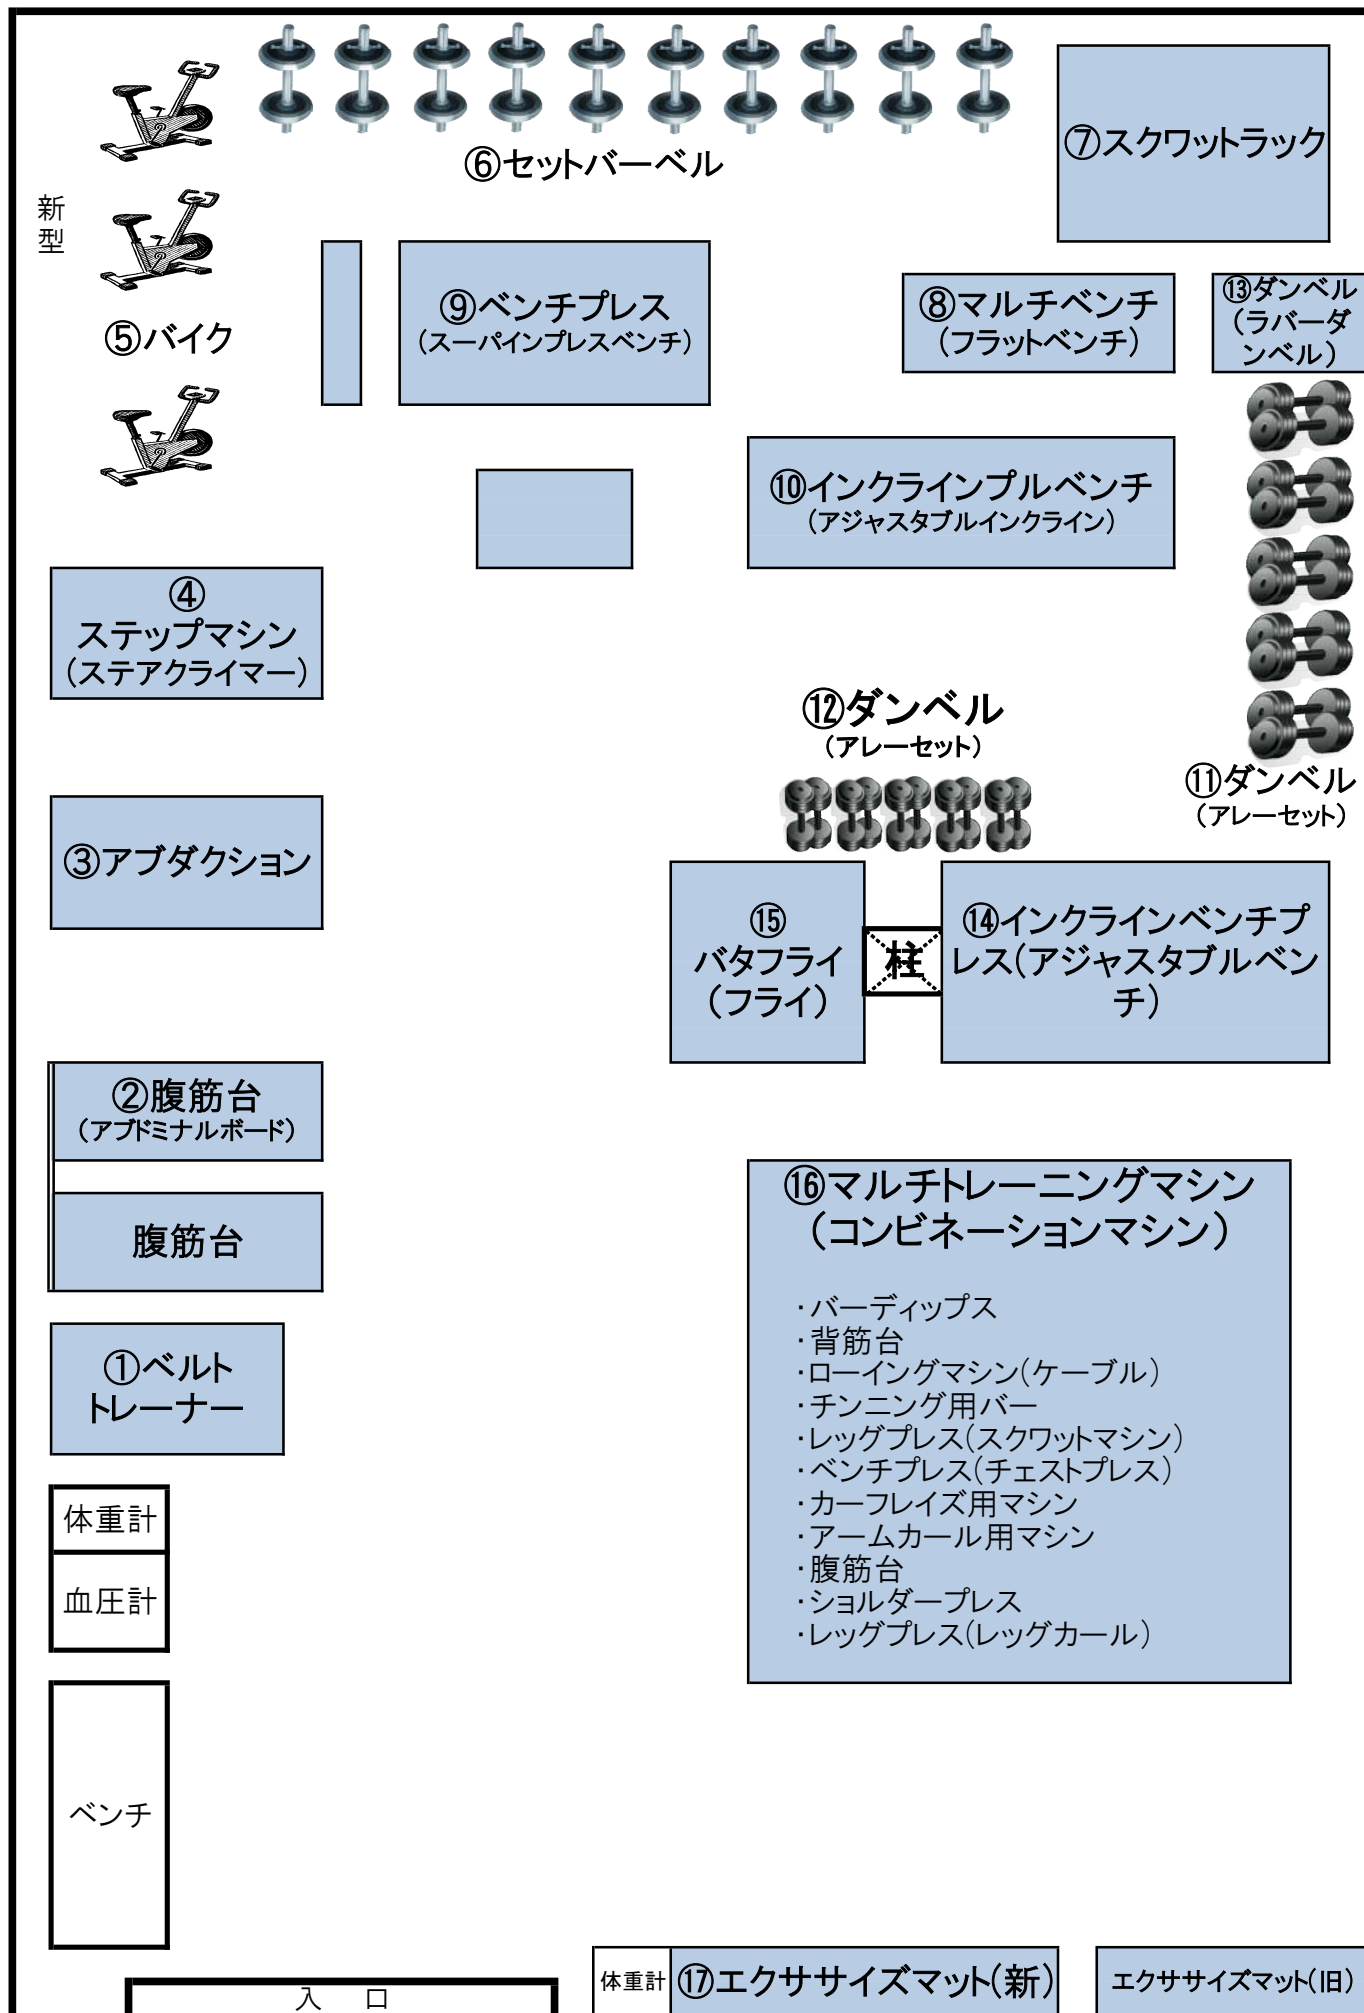 ⑥セットバーベル
⑦スクワットラック
新
型
⑤バイク
⑨ベンチプレス
(スーパインプレスベンチ)
⑧マルチベンチ
(フラットベンチ)
⑬ダンベル
(ラバーダ
ンベル)
⑩インクラインプルベンチ
(アジャスタブルインクライン)
④
ステップマシン
(ステアクライマー)
⑫ダンベル
(アレーセット)
⑪ダンベル
(アレーセット)
③アブダクション
⑮
バタフライ
(フライ)
柱
⑭インクラインベンチプ
レス(アジャスタブルベン
チ)
②腹筋台
(アブドミナルボード)
腹筋台
①ベルト
トレーナー
⑯マルチトレーニングマシン
(コンビネーションマシン)
・バーディップス
・背筋台
・ローイングマシン(ケーブル)
・チンニング用バー
・レッグプレス(スクワットマシン)
・ベンチプレス(チェストプレス)
・カーフレイズ用マシン
・アームカール用マシン
・腹筋台
・ショルダープレス
・レッグプレス(レッグカール)
体重計
血圧計
ベンチ
入 口
体重計
⑰エクササイズマット(新)
エクササイズマット(旧)